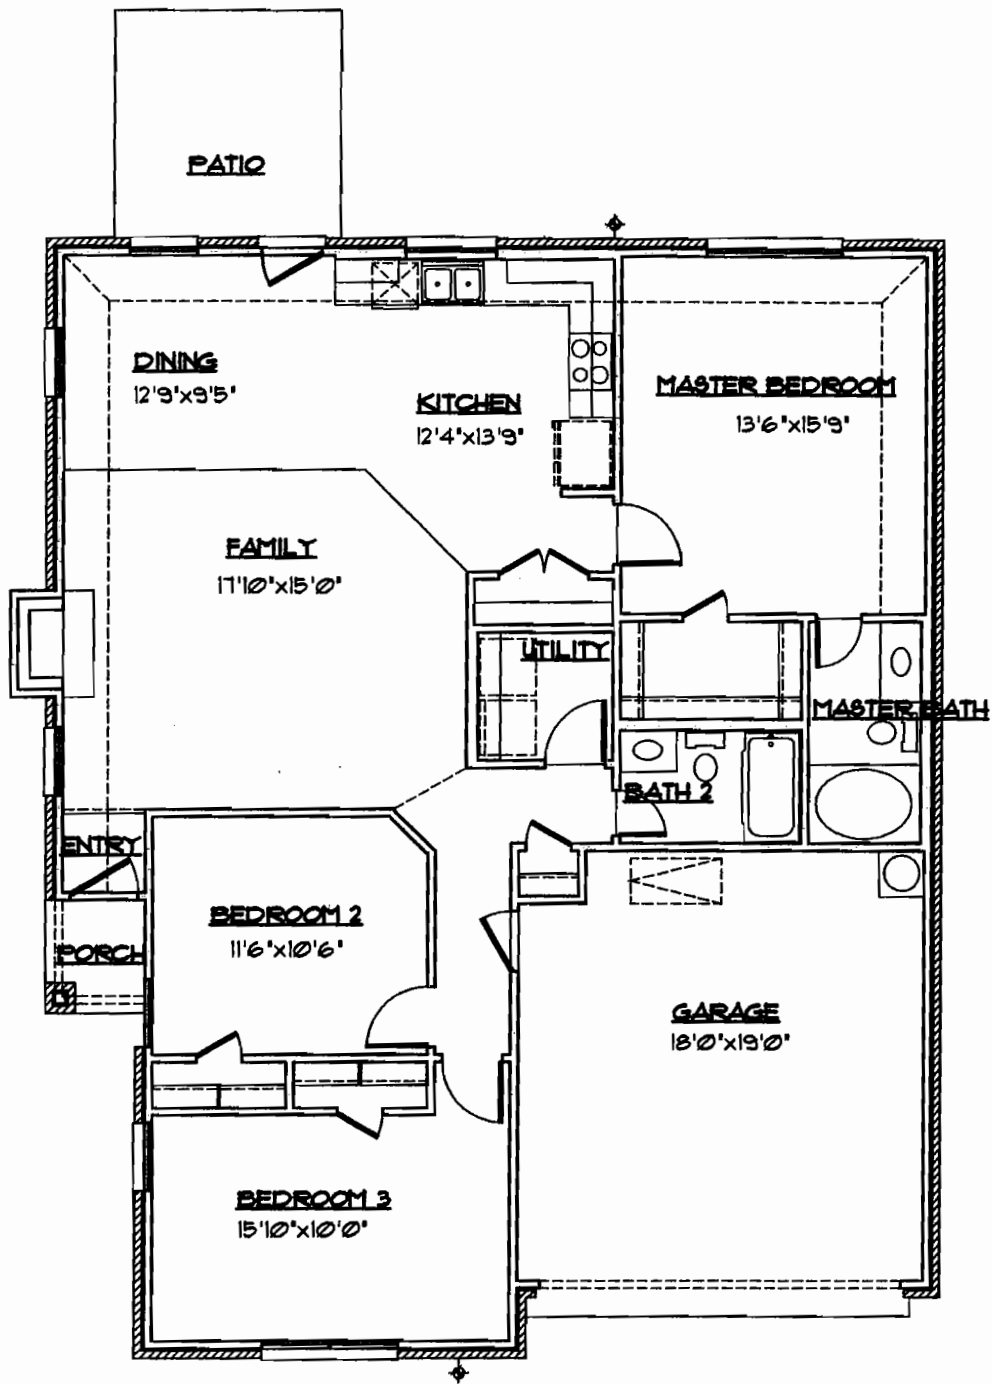 PATIO
DINING
12'9"x9'5"
KITCHEN
12'4"x13'9"
MASTER BEDROOM
13'6"x15'9"
FAMILY
17'10"x15'0"
UTILITY
MASTER BATH
BATH 2
ENTRY
BEDROOM 2
11'6"x10'6"
PORCH
GARAGE
18'0"x19'0"
BEDROOM 3
15'10"x10'0"